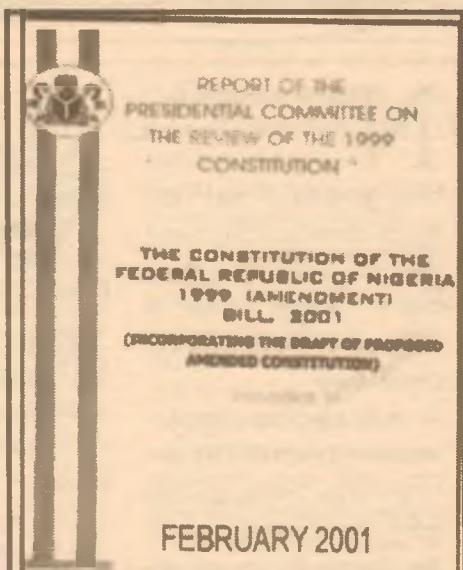 REPORT OF THE
PRESIDENTIAL COMMITTEE ON
THE REVIEW OF THE 1999
CONSTITUTION
THE CONSTITUTION OF THE
FEDERAL REPUBLIC OF NIGERIA
1999 (AMENDMENT)
BILL, 2001
(INCORPORATING THE DRAFT OF PROPOSED
AMENDED CONSTITUTION)
FEBRUARY 2001